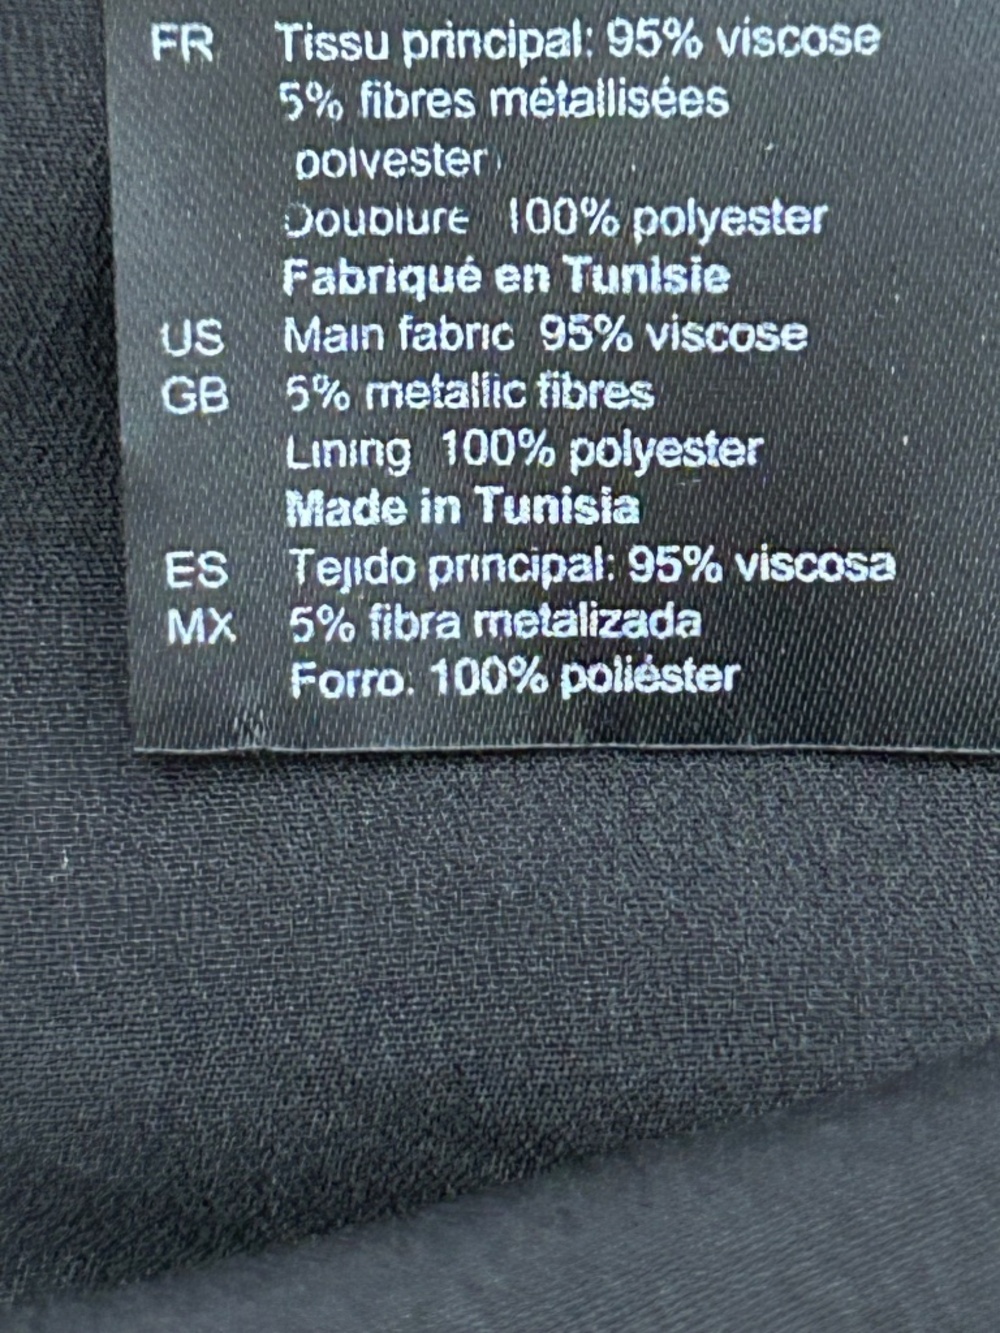 FR Tissu principal: 95% viscose
5% fibres métallisées
polyester
Doublure 100% polyester
Fabriqué en Tunisie
US Main fabric 95% viscose
GB 5% metallic fibres
Lining 100% polyester
Made in Tunisia
ES Tejido principal: 95% viscosa
MX 5% fibra metalizada
Forro: 100% poliéster